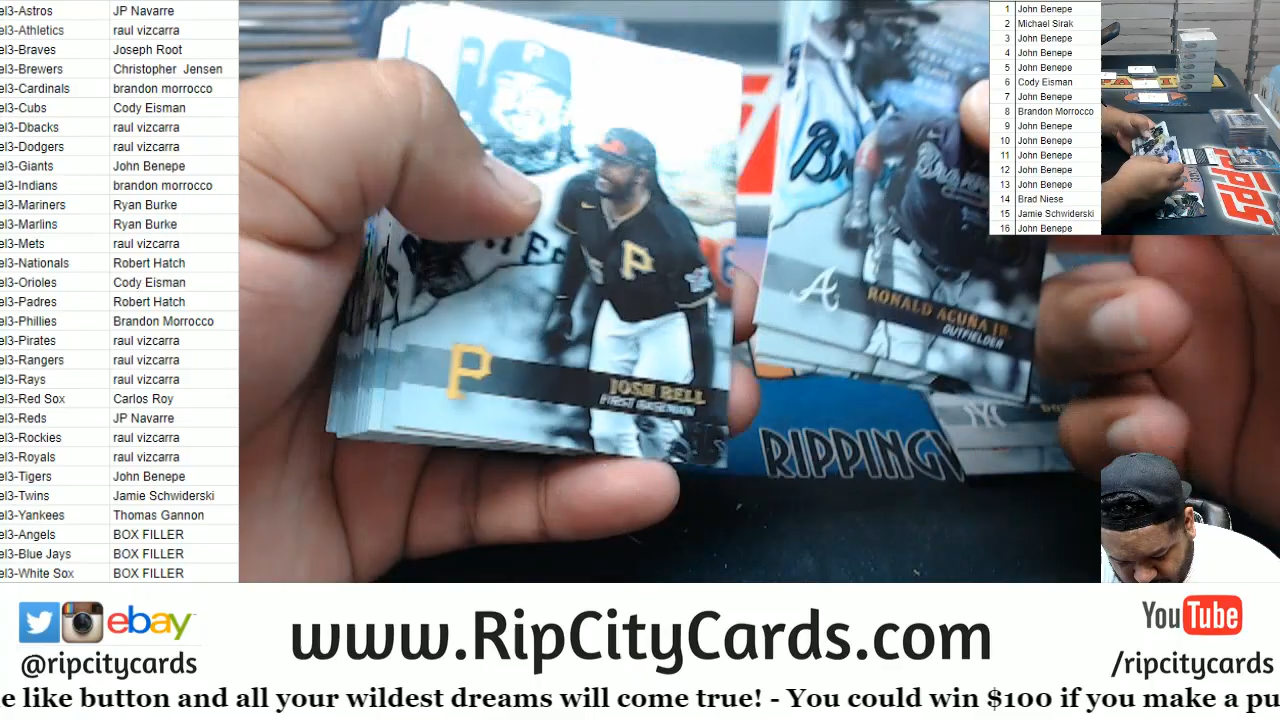 el3-Astros JP Navarre
el3-Athletics raul vizcarra
el3-Braves Joseph Root
el3-Brewers Christopher Jensen
el3-Cardinals brandon morrocco
el3-Cubs Cody Eisman
el3-Dbacks raul vizcarra
el3-Dodgers raul vizcarra
el3-Giants John Benepe
el3-Indians brandon morrocco
el3-Mariners Ryan Burke
el3-Marlins Ryan Burke
el3-Mets raul vizcarra
el3-Nationals Robert Hatch
el3-Orioles Cody Eisman
el3-Padres Robert Hatch
el3-Phillies Brandon Morrocco
el3-Pirates raul vizcarra
el3-Rangers raul vizcarra
el3-Rays raul vizcarra
el3-Red Sox Carlos Roy
el3-Reds JP Navarre
el3-Rockies raul vizcarra
el3-Royals raul vizcarra
el3-Tigers John Benepe
el3-Twins Jamie Schwiderski
el3-Yankees Thomas Gannon
el3-Angels BOX FILLER
el3-Blue Jays BOX FILLER
el3-White Sox BOX FILLER
P
P
P
JOSH BELL
FIRST BASEMAN
Br
A
RONALD ACUÑA JR.
OUTFIELDER
NY
RIPPING
1 John Benepe
2 Michael Sirak
3 John Benepe
4 John Benepe
5 John Benepe
6 Cody Eisman
7 John Benepe
8 Brandon Morrocco
9 John Benepe
10 John Benepe
11 John Benepe
12 John Benepe
13 John Benepe
14 Brad Niese
15 Jamie Schwiderski
16 John Benepe
TOPPS
ebay
@ripcitycards
www.RipCityCards.com
YouTube
/ripcitycards
e like button and all your wildest dreams will come true! - You could win $100 if you make a pu